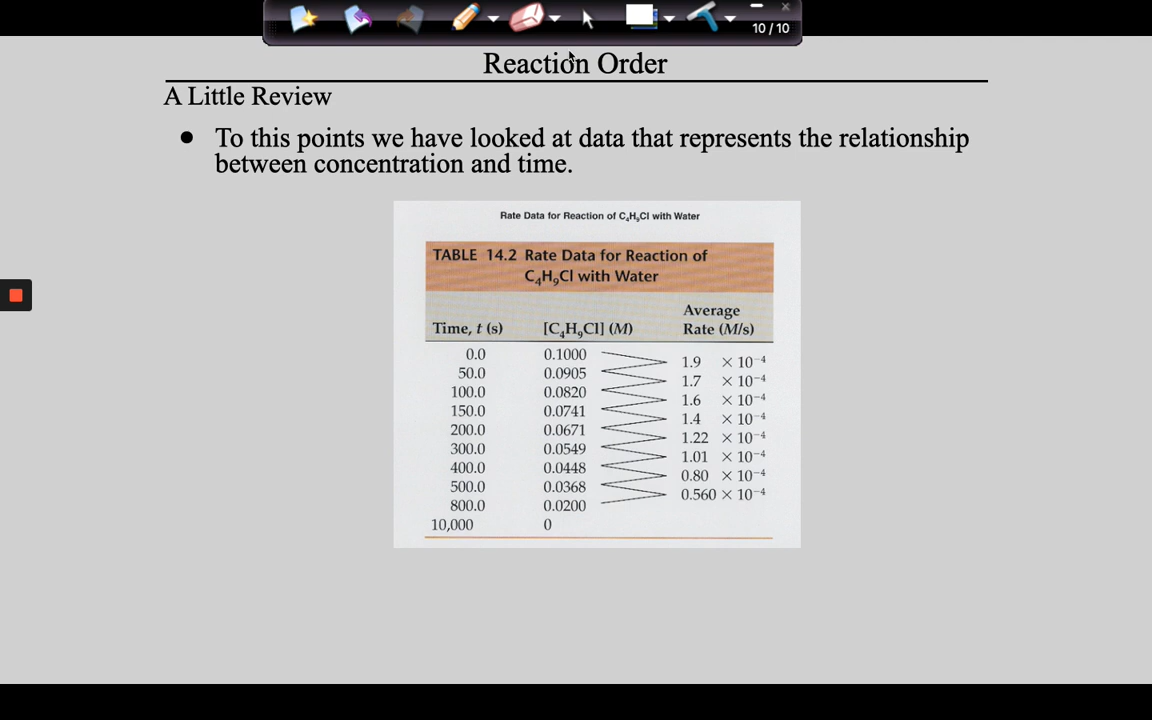 10 / 10
Reaction Order
A Little Review
● To this points we have looked at data that represents the relationship
between concentration and time.
Rate Data for Reaction of C₄H₉Cl with Water
TABLE 14.2 Rate Data for Reaction of
C₄H₉Cl with Water
Average
Time, t (s) [C₄H₉Cl] (M) Rate (M/s)
0.0 0.1000
1.9 × 10⁻⁴
50.0 0.0905
1.7 × 10⁻⁴
100.0 0.0820
1.6 × 10⁻⁴
150.0 0.0741
1.4 × 10⁻⁴
200.0 0.0671
1.22 × 10⁻⁴
300.0 0.0549
1.01 × 10⁻⁴
400.0 0.0448
0.80 × 10⁻⁴
500.0 0.0368
0.560 × 10⁻⁴
800.0 0.0200
10,000 0